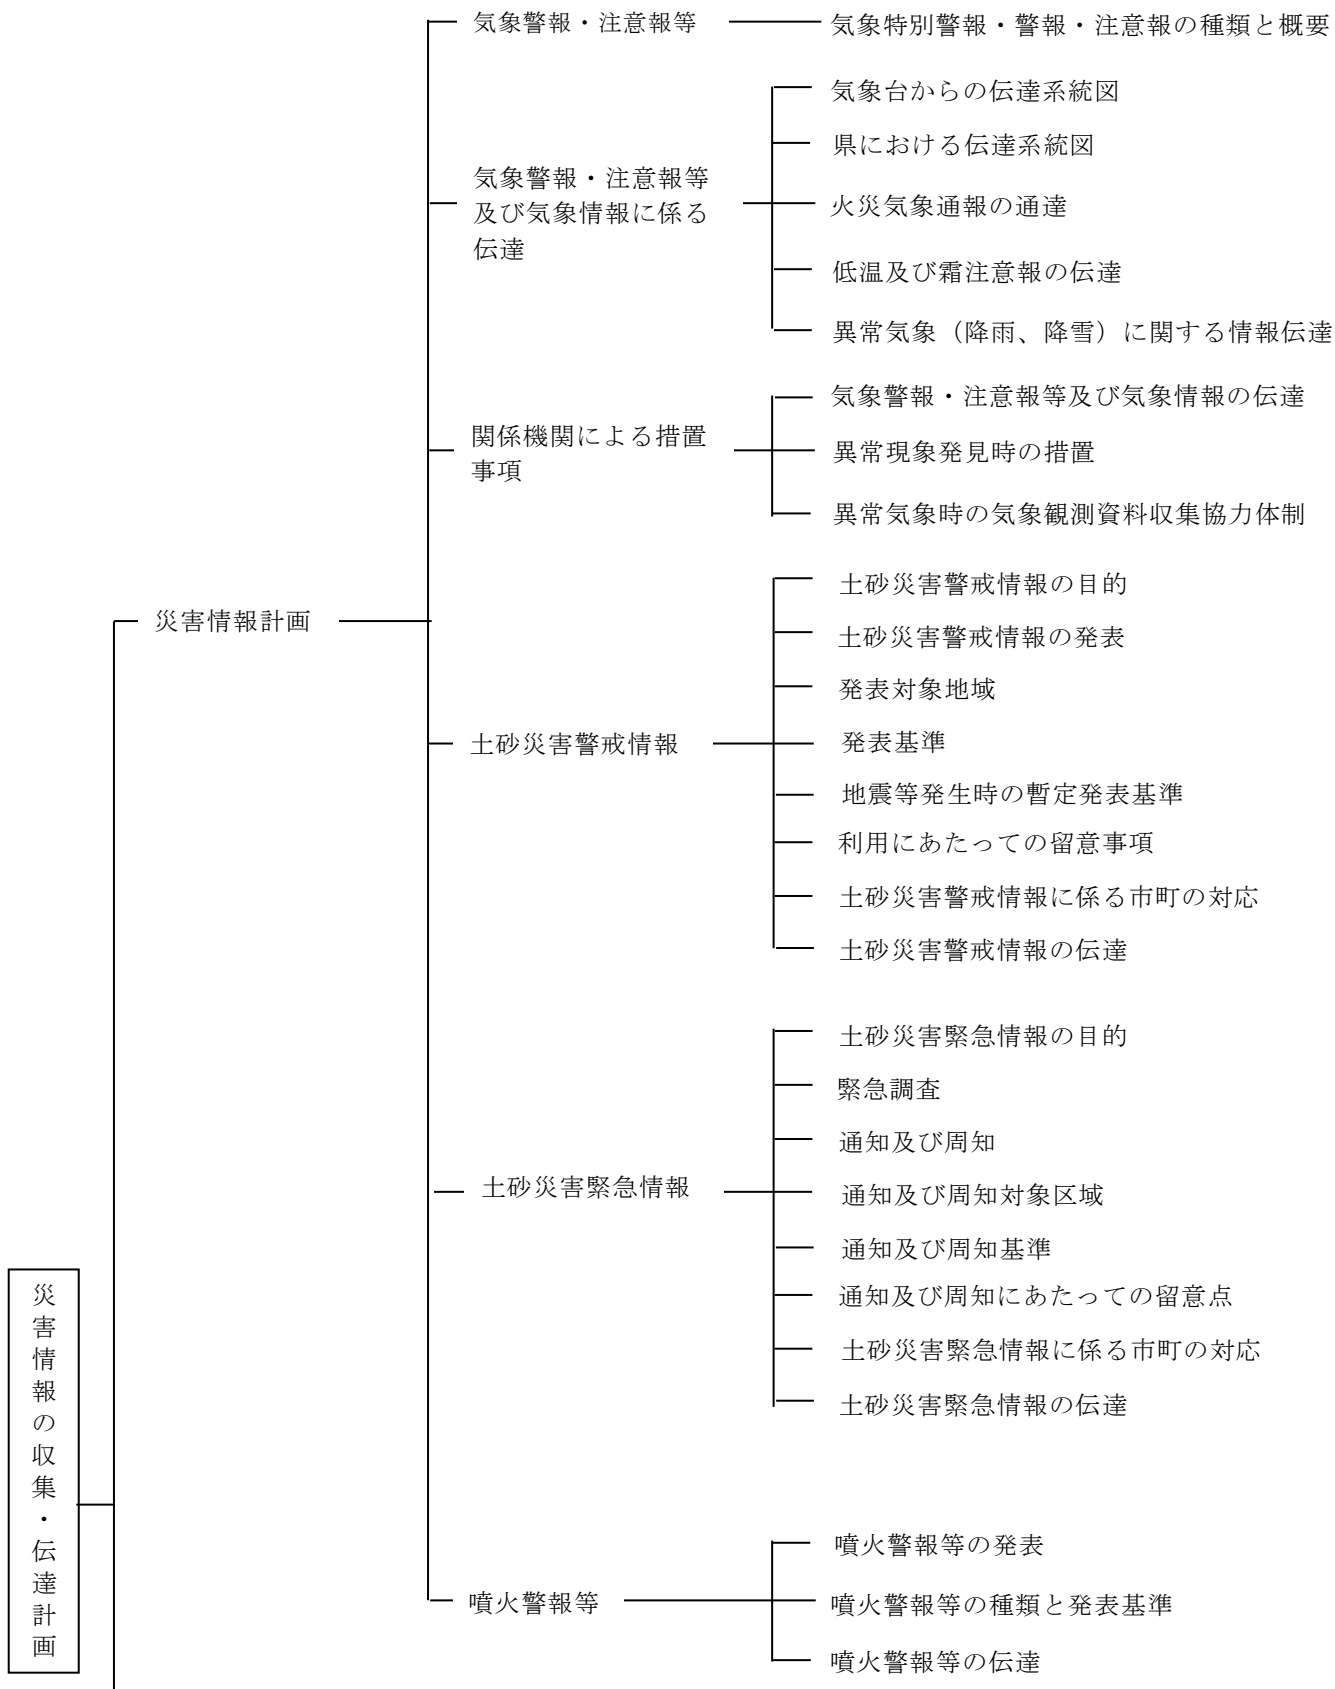 気象警報・注意報等
気象特別警報・警報・注意報の種類と概要
気象警報・注意報等
及び気象情報に係る
伝達
気象台からの伝達系統図
県における伝達系統図
火災気象通報の通達
低温及び霜注意報の伝達
異常気象（降雨、降雪）に関する情報伝達
関係機関による措置
事項
気象警報・注意報等及び気象情報の伝達
異常現象発見時の措置
異常気象時の気象観測資料収集協力体制
災害情報計画
土砂災害警戒情報
土砂災害警戒情報の目的
土砂災害警戒情報の発表
発表対象地域
発表基準
地震等発生時の暫定発表基準
利用にあたっての留意事項
土砂災害警戒情報に係る市町の対応
土砂災害警戒情報の伝達
土砂災害緊急情報
土砂災害緊急情報の目的
緊急調査
通知及び周知
通知及び周知対象区域
通知及び周知基準
通知及び周知にあたっての留意点
土砂災害緊急情報に係る市町の対応
土砂災害緊急情報の伝達
災害情報の収集・伝達計画
噴火警報等
噴火警報等の発表
噴火警報等の種類と発表基準
噴火警報等の伝達